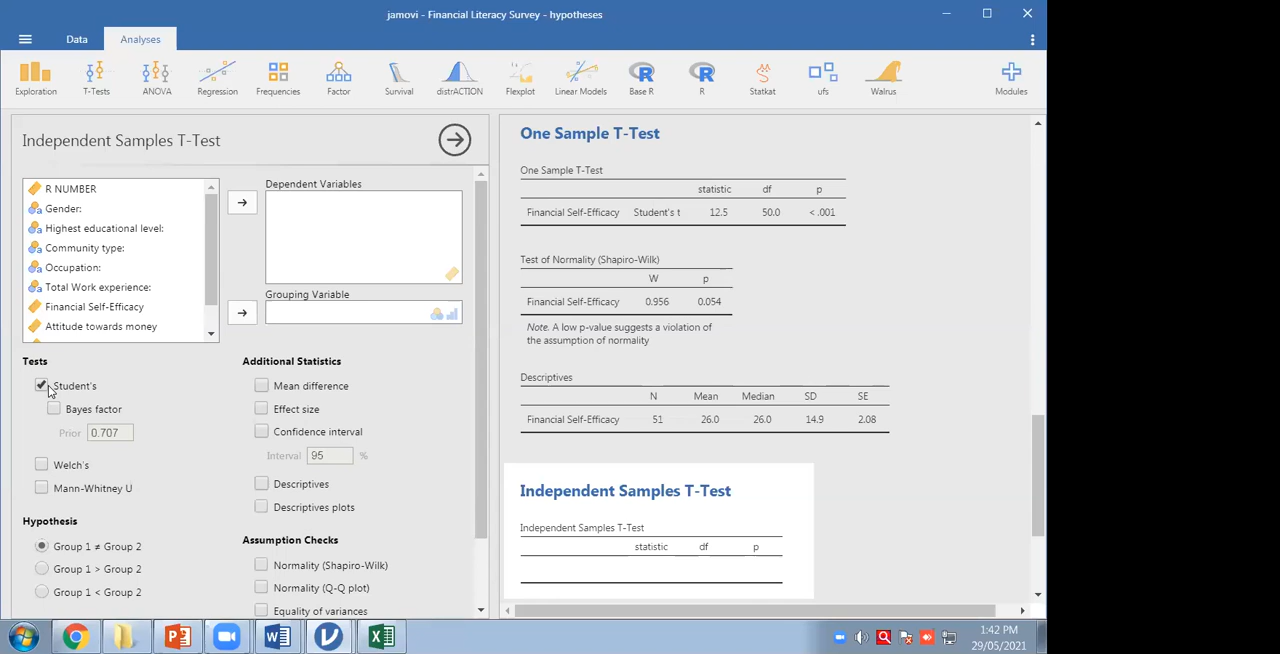 jamovi - Financial Literacy Survey - hypotheses
Data Analyses
Exploration T-Tests ANOVA Regression Frequencies Factor Survival distrACTION Flexplot Linear Models Base R R Statkat ufs Walrus Modules
Independent Samples T-Test
R NUMBER
Gender:
Highest educational level:
Community type:
Occupation:
Total Work experience:
Financial Self-Efficacy
Attitude towards money
Dependent Variables
Grouping Variable
Tests
Student's
Bayes factor
Prior 0.707
Welch's
Mann-Whitney U
Hypothesis
Group 1 ≠ Group 2
Group 1 > Group 2
Group 1 < Group 2
Additional Statistics
Mean difference
Effect size
Confidence interval
Interval 95 %
Descriptives
Descriptives plots
Assumption Checks
Normality (Shapiro-Wilk)
Normality (Q-Q plot)
Equality of variances
One Sample T-Test
One Sample T-Test
statistic df p
Financial Self-Efficacy Student's t 12.5 50.0 < .001
Test of Normality (Shapiro-Wilk)
W p
Financial Self-Efficacy 0.956 0.054
Note. A low p-value suggests a violation of
the assumption of normality
Descriptives
N Mean Median SD SE
Financial Self-Efficacy 51 26.0 26.0 14.9 2.08
Independent Samples T-Test
Independent Samples T-Test
statistic df p
1:42 PM
29/05/2021